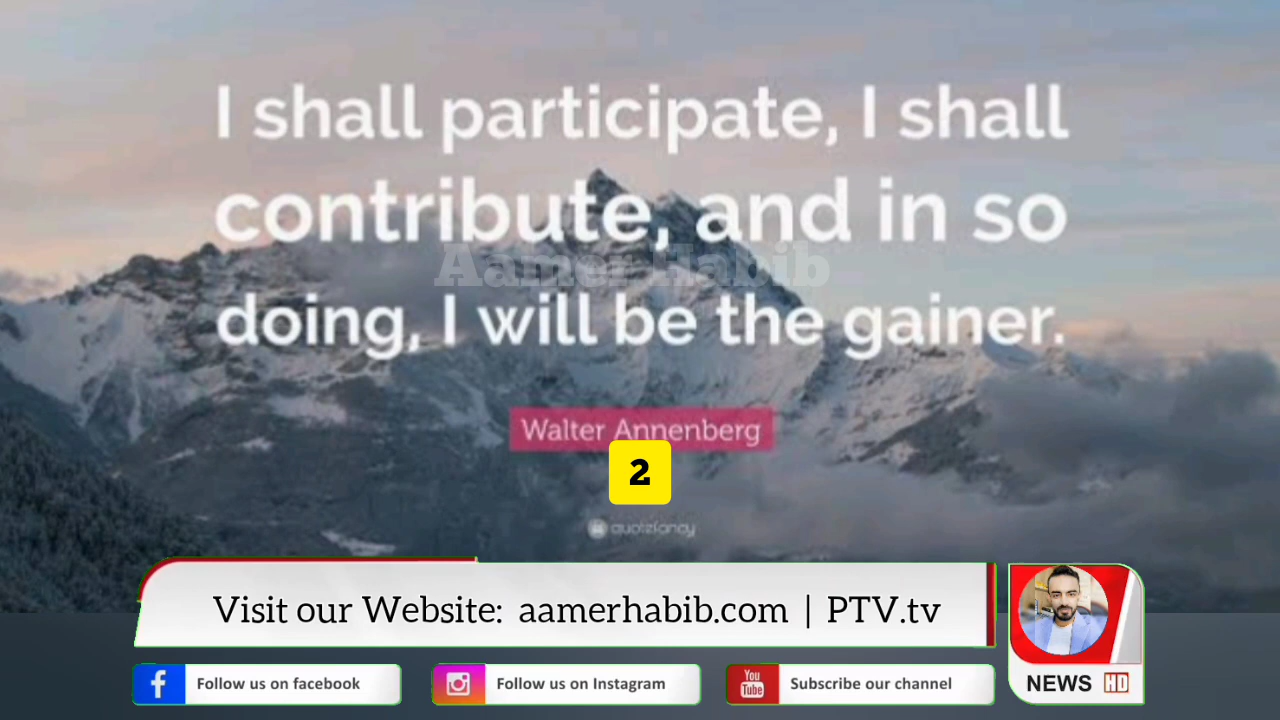 I shall participate, I shall
contribute, and in so
Aamer Habib
doing, I will be the gainer.
Walter Annenberg
2
quotefancy
Visit our Website: aamerhabib.com | PTV.tv
Follow us on facebook
Follow us on Instagram
You Tube
Subscribe our channel
NEWS HD